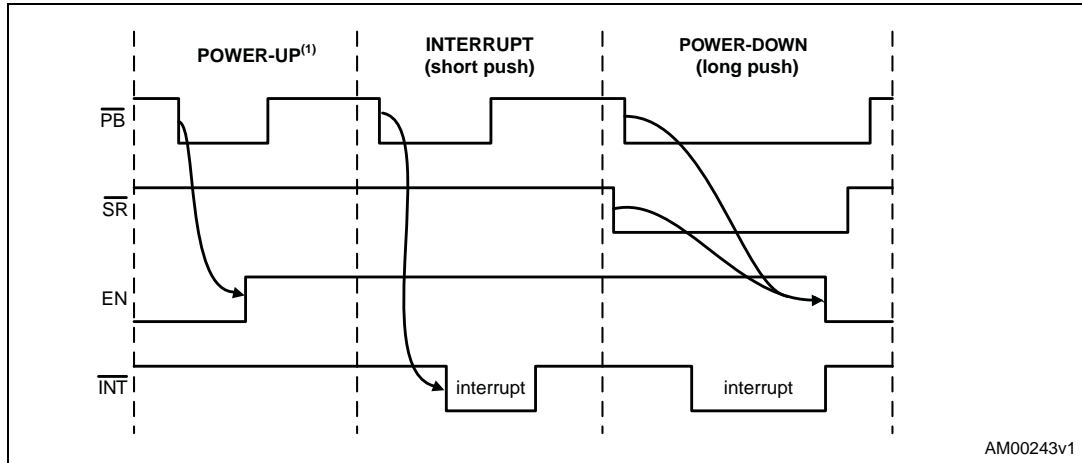 POWER-UP(1)
INTERRUPT
(short push)
POWER-DOWN
(long push)
PB
SR
EN
INT
interrupt
interrupt
AM00243v1